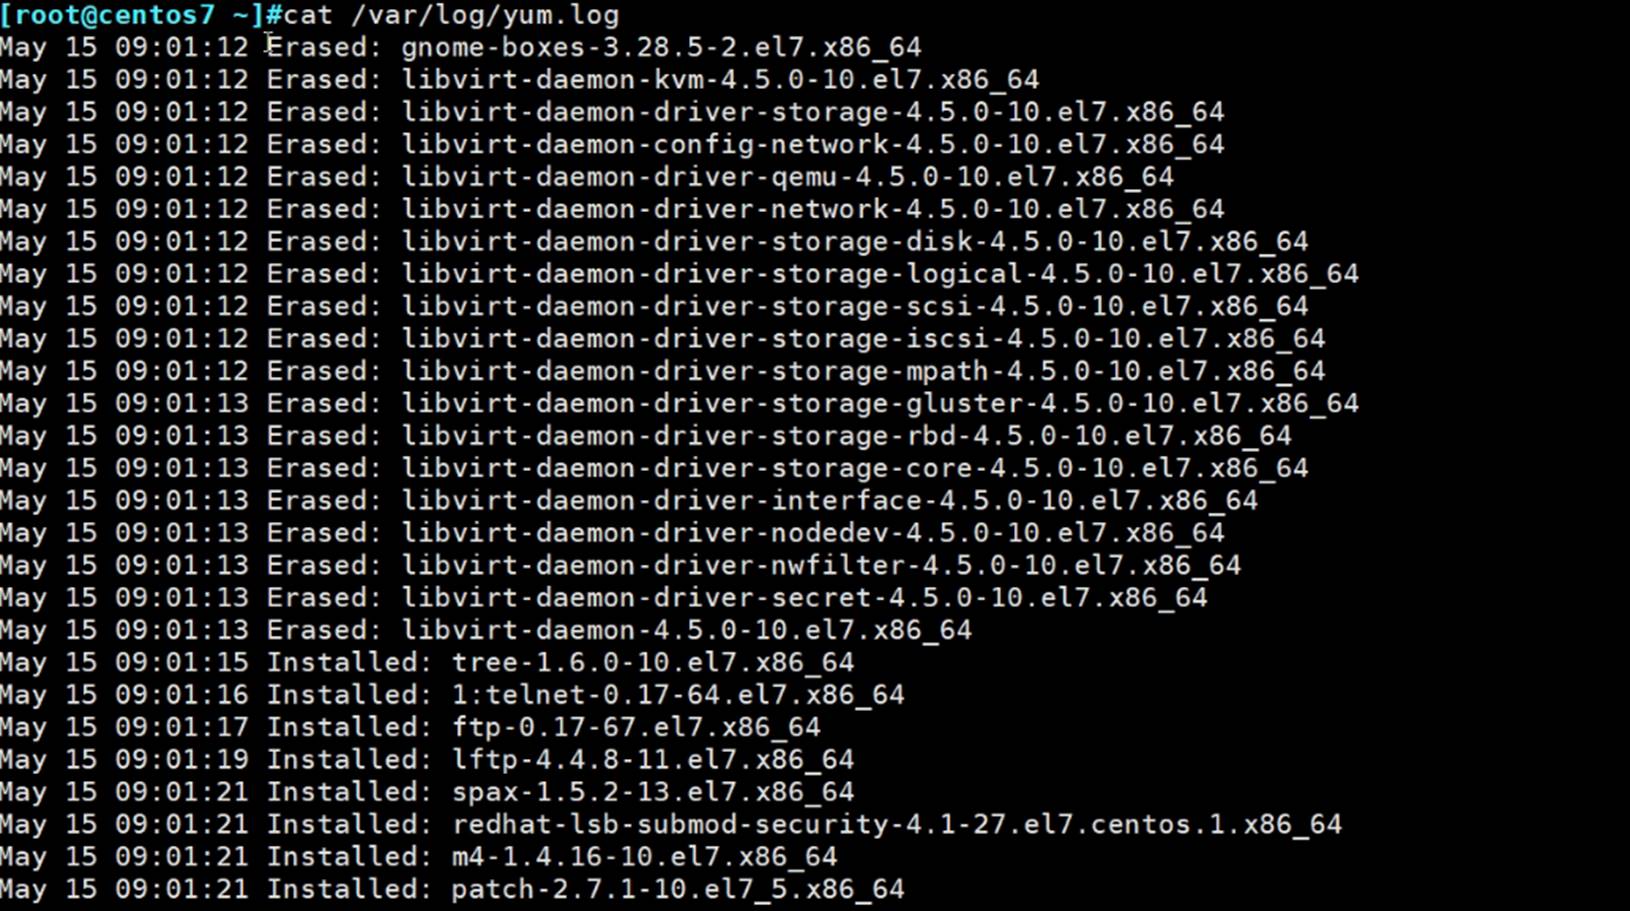 [root@centos7 ~]#cat /var/log/yum.log
May 15 09:01:12 Erased: gnome-boxes-3.28.5-2.el7.x86_64
May 15 09:01:12 Erased: libvirt-daemon-kvm-4.5.0-10.el7.x86_64
May 15 09:01:12 Erased: libvirt-daemon-driver-storage-4.5.0-10.el7.x86_64
May 15 09:01:12 Erased: libvirt-daemon-config-network-4.5.0-10.el7.x86_64
May 15 09:01:12 Erased: libvirt-daemon-driver-qemu-4.5.0-10.el7.x86_64
May 15 09:01:12 Erased: libvirt-daemon-driver-network-4.5.0-10.el7.x86_64
May 15 09:01:12 Erased: libvirt-daemon-driver-storage-disk-4.5.0-10.el7.x86_64
May 15 09:01:12 Erased: libvirt-daemon-driver-storage-logical-4.5.0-10.el7.x86_64
May 15 09:01:12 Erased: libvirt-daemon-driver-storage-scsi-4.5.0-10.el7.x86_64
May 15 09:01:12 Erased: libvirt-daemon-driver-storage-iscsi-4.5.0-10.el7.x86_64
May 15 09:01:12 Erased: libvirt-daemon-driver-storage-mpath-4.5.0-10.el7.x86_64
May 15 09:01:13 Erased: libvirt-daemon-driver-storage-gluster-4.5.0-10.el7.x86_64
May 15 09:01:13 Erased: libvirt-daemon-driver-storage-rbd-4.5.0-10.el7.x86_64
May 15 09:01:13 Erased: libvirt-daemon-driver-storage-core-4.5.0-10.el7.x86_64
May 15 09:01:13 Erased: libvirt-daemon-driver-interface-4.5.0-10.el7.x86_64
May 15 09:01:13 Erased: libvirt-daemon-driver-nodedev-4.5.0-10.el7.x86_64
May 15 09:01:13 Erased: libvirt-daemon-driver-nwfilter-4.5.0-10.el7.x86_64
May 15 09:01:13 Erased: libvirt-daemon-driver-secret-4.5.0-10.el7.x86_64
May 15 09:01:13 Erased: libvirt-daemon-4.5.0-10.el7.x86_64
May 15 09:01:15 Installed: tree-1.6.0-10.el7.x86_64
May 15 09:01:16 Installed: 1:telnet-0.17-64.el7.x86_64
May 15 09:01:17 Installed: ftp-0.17-67.el7.x86_64
May 15 09:01:19 Installed: lftp-4.4.8-11.el7.x86_64
May 15 09:01:21 Installed: spax-1.5.2-13.el7.x86_64
May 15 09:01:21 Installed: redhat-lsb-submod-security-4.1-27.el7.centos.1.x86_64
May 15 09:01:21 Installed: m4-1.4.16-10.el7.x86_64
May 15 09:01:21 Installed: patch-2.7.1-10.el7_5.x86_64